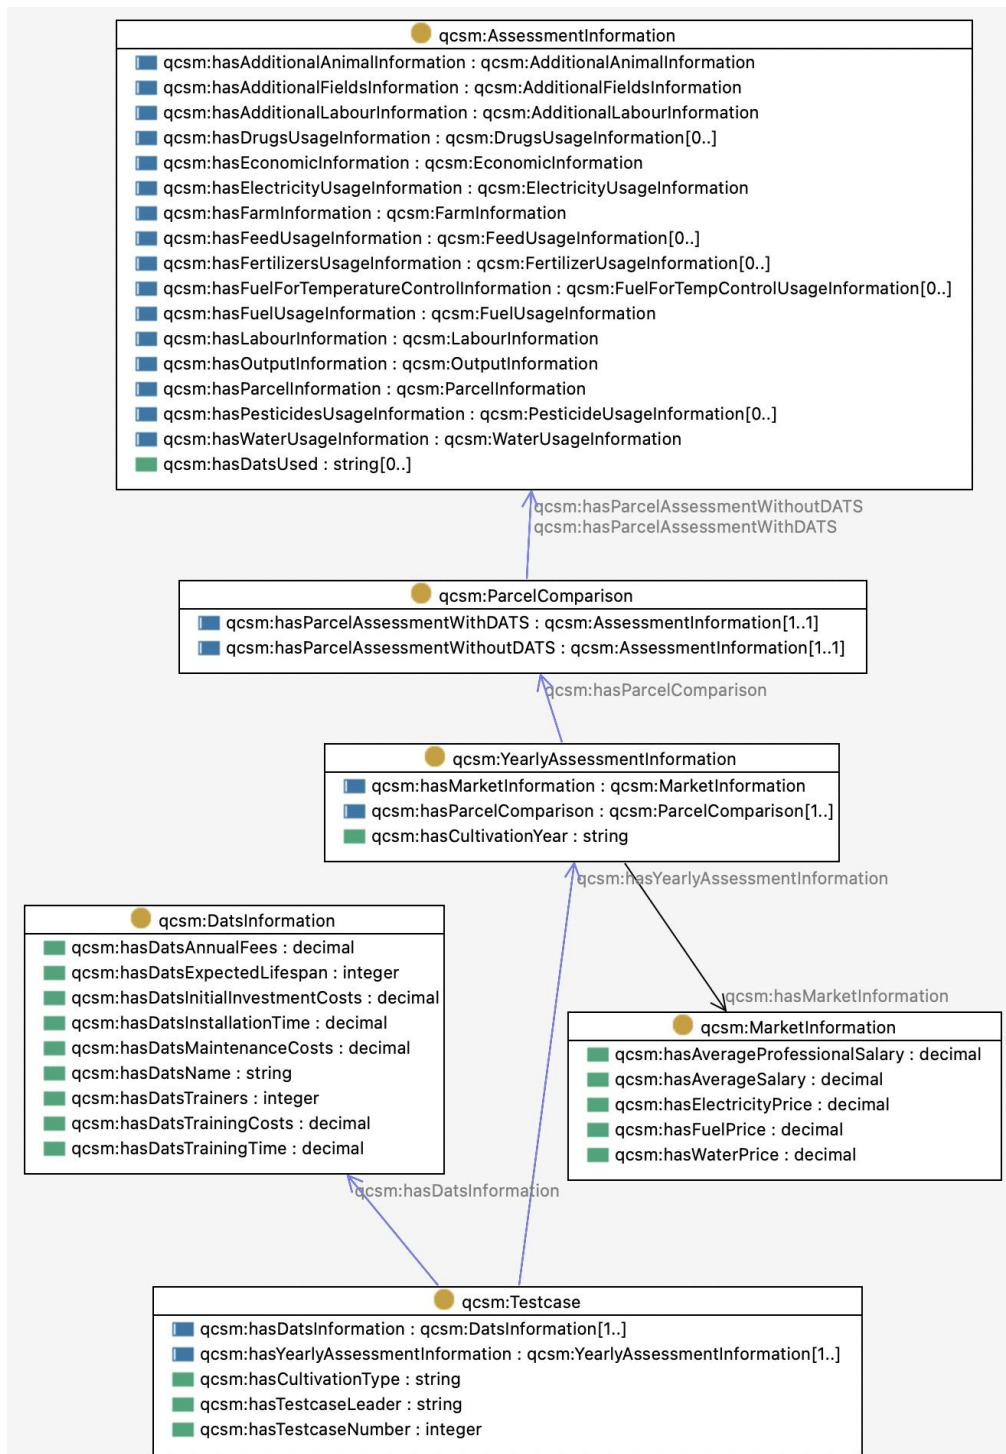 qcsm:AssessmentInformation
qcsm:hasAdditionalAnimalInformation : qcsm:AdditionalAnimalInformation
qcsm:hasAdditionalFieldsInformation : qcsm:AdditionalFieldsInformation
qcsm:hasAdditionalLabourInformation : qcsm:AdditionalLabourInformation
qcsm:hasDrugsUsageInformation : qcsm:DrugsUsageInformation[0..]
qcsm:hasEconomicInformation : qcsm:EconomicInformation
qcsm:hasElectricityUsageInformation : qcsm:ElectricityUsageInformation
qcsm:hasFarmInformation : qcsm:FarmInformation
qcsm:hasFeedUsageInformation : qcsm:FeedUsageInformation[0..]
qcsm:hasFertilizersUsageInformation : qcsm:FertilizerUsageInformation[0..]
qcsm:hasFuelForTemperatureControlInformation : qcsm:FuelForTempControlUsageInformation[0..]
qcsm:hasFuelUsageInformation : qcsm:FuelUsageInformation
qcsm:hasLabourInformation : qcsm:LabourInformation
qcsm:hasOutputInformation : qcsm:OutputInformation
qcsm:hasParcelInformation : qcsm:ParcelInformation
qcsm:hasPesticidesUsageInformation : qcsm:PesticideUsageInformation[0..]
qcsm:hasWaterUsageInformation : qcsm:WaterUsageInformation
qcsm:hasDatsUsed : string[0..]
qcsm:hasParcelAssessmentWithoutDATS
qcsm:hasParcelAssessmentWithDATS
qcsm:ParcelComparison
qcsm:hasParcelAssessmentWithDATS : qcsm:AssessmentInformation[1..1]
qcsm:hasParcelAssessmentWithoutDATS : qcsm:AssessmentInformation[1..1]
qcsm:hasParcelComparison
qcsm:YearlyAssessmentInformation
qcsm:hasMarketInformation : qcsm:MarketInformation
qcsm:hasParcelComparison : qcsm:ParcelComparison[1..]
qcsm:hasCultivationYear : string
qcsm:hasYearlyAssessmentInformation
qcsm:DatsInformation
qcsm:hasDatsAnnualFees : decimal
qcsm:hasDatsExpectedLifespan : integer
qcsm:hasDatsInitialInvestmentCosts : decimal
qcsm:hasDatsInstallationTime : decimal
qcsm:hasDatsMaintenanceCosts : decimal
qcsm:hasDatsName : string
qcsm:hasDatsTrainers : integer
qcsm:hasDatsTrainingCosts : decimal
qcsm:hasDatsTrainingTime : decimal
qcsm:hasMarketInformation
qcsm:MarketInformation
qcsm:hasAverageProfessionalSalary : decimal
qcsm:hasAverageSalary : decimal
qcsm:hasElectricityPrice : decimal
qcsm:hasFuelPrice : decimal
qcsm:hasWaterPrice : decimal
qcsm:hasDatsInformation
qcsm:Testcase
qcsm:hasDatsInformation : qcsm:DatsInformation[1..]
qcsm:hasYearlyAssessmentInformation : qcsm:YearlyAssessmentInformation[1..]
qcsm:hasCultivationType : string
qcsm:hasTestcaseLeader : string
qcsm:hasTestcaseNumber : integer